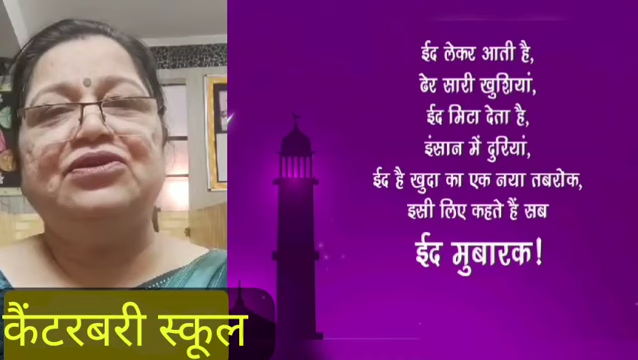 ईद लेकर आती है,
ढेर सारी खुशियां,
ईद मिटा देता है,
इंसान में दुरियां,
ईद है खुदा का एक नया तबरोक,
इसी लिए कहते हैं सब
ईद मुबारक!
कैंटरबरी स्कूल